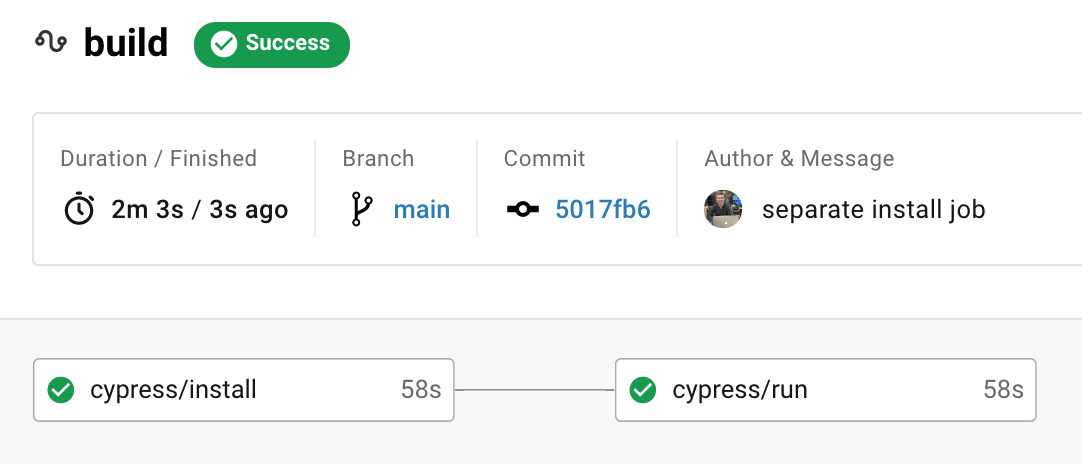 build Success
Duration / Finished Branch Commit Author & Message
2m 3s / 3s ago main 5017fb6 separate install job
cypress/install 58s cypress/run 58s